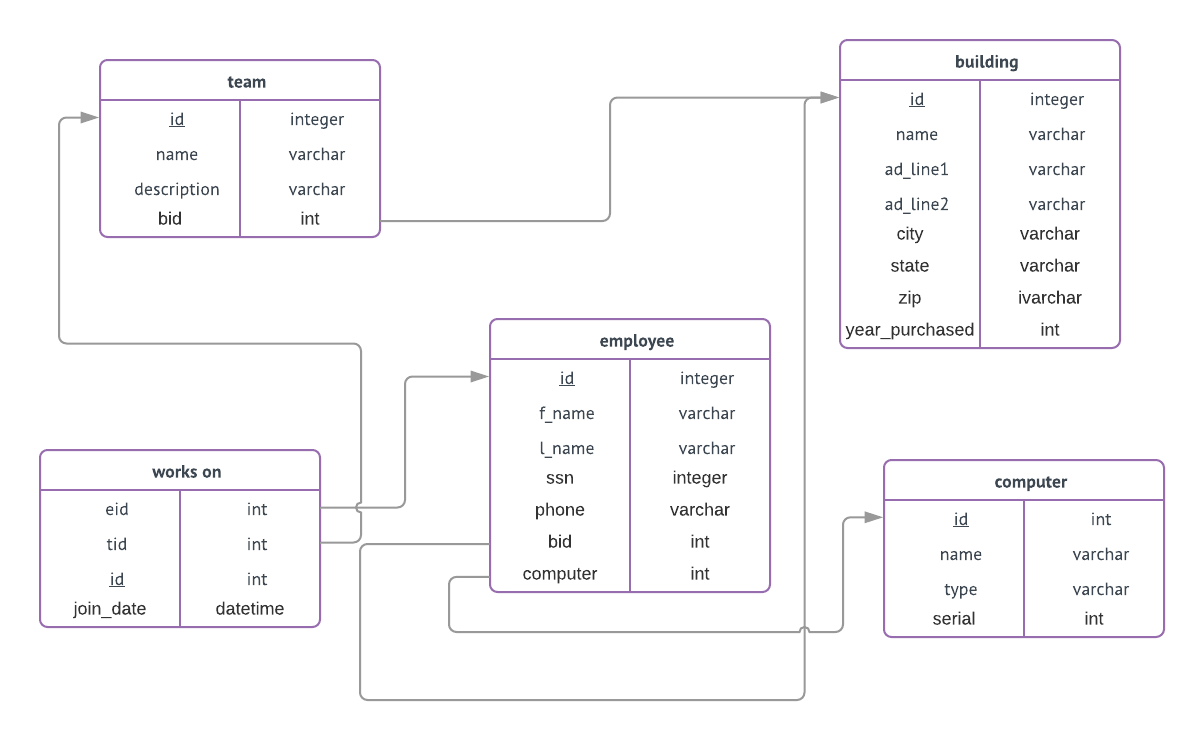 team
id integer
name varchar
description varchar
bid int
building
id integer
name varchar
ad_line1 varchar
ad_line2 varchar
city varchar
state varchar
zip ivarchar
year_purchased int
employee
id integer
f_name varchar
l_name varchar
ssn integer
phone varchar
bid int
computer int
works on
eid int
tid int
id int
join_date datetime
computer
id int
name varchar
type varchar
serial int